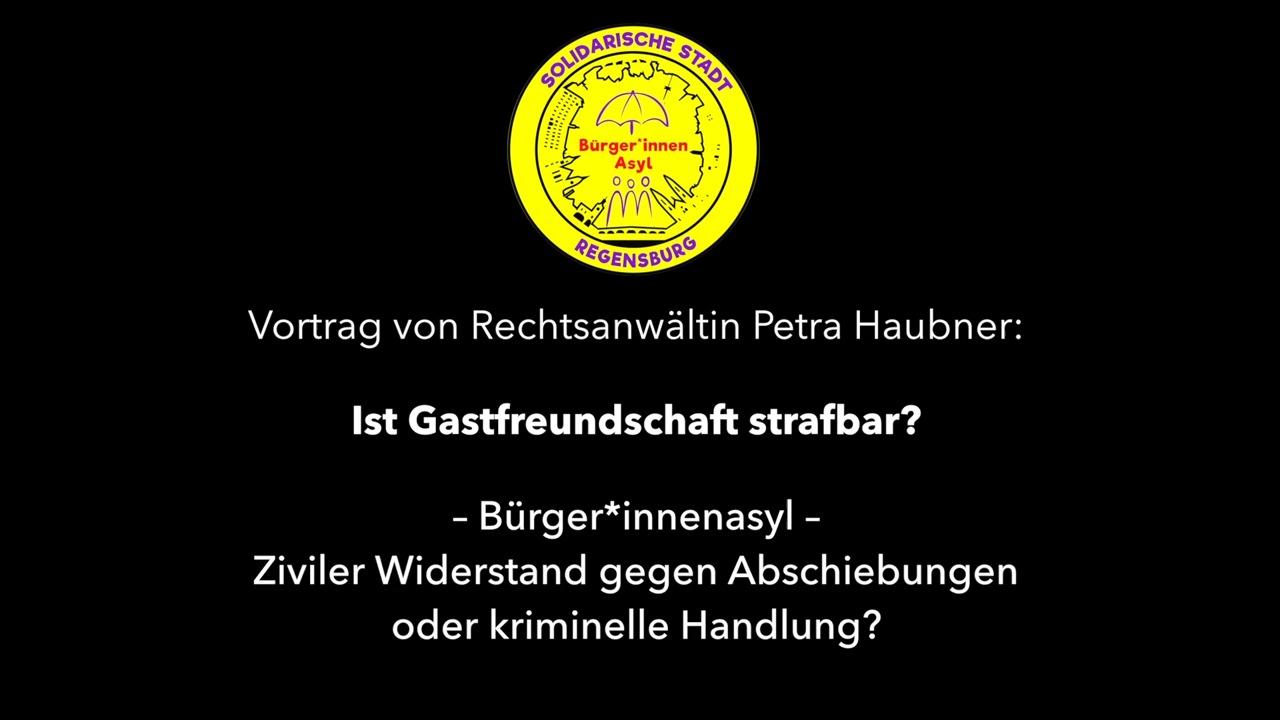 SOLIDARISCHE STADT
Bürger*innen
Asyl
REGENSBURG
Vortrag von Rechtsanwältin Petra Haubner:
Ist Gastfreundschaft strafbar?
– Bürger*innenasyl –
Ziviler Widerstand gegen Abschiebungen
oder kriminelle Handlung?